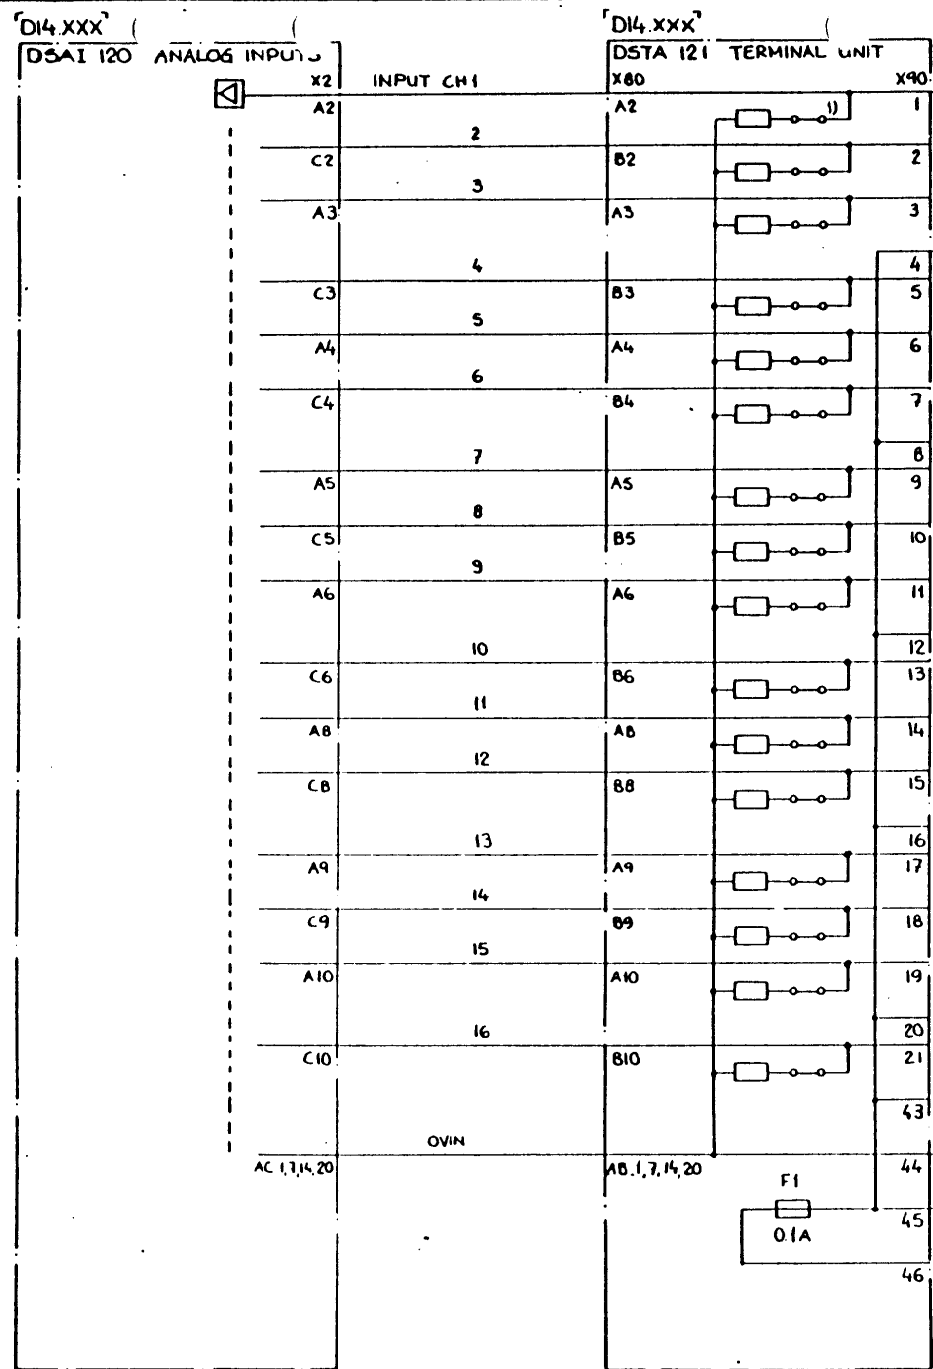 "DI4.XXX" ( ( "DI4.XXX" (
DSAI 120 ANALOG INPUTS DSTA 121 TERMINAL UNIT
X2 INPUT CH1 X80 X90
A2 A2 1) 1
2
C2 B2 2
3
A3 A3 3
4 4
C3 B3 5
5
A4 A4 6
6
C4 B4 7
7 8
A5 A5 9
8
C5 B5 10
9
A6 A6 11
10 12
C6 B6 13
11
A8 A8 14
12
C8 B8 15
13 16
A9 A9 17
14
C9 B9 18
15
A10 A10 19
16 20
C10 B10 21
43
OVIN
AC 1,7,14,20 AB.1,7,14,20 44
F1
45
0.1A
46